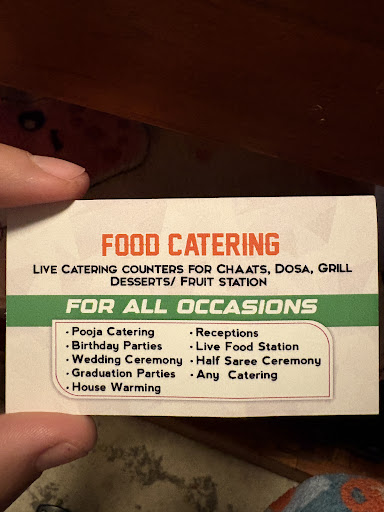 FOOD CATERING
LIVE CATERING COUNTERS FOR CHAATS, DOSA, GRILL
DESSERTS/ FRUIT STATION
FOR ALL OCCASIONS
• Pooja Catering
• Birthday Parties
• Wedding Ceremony
• Graduation Parties
• House Warming
• Receptions
• Live Food Station
• Half Saree Ceremony
• Any Catering